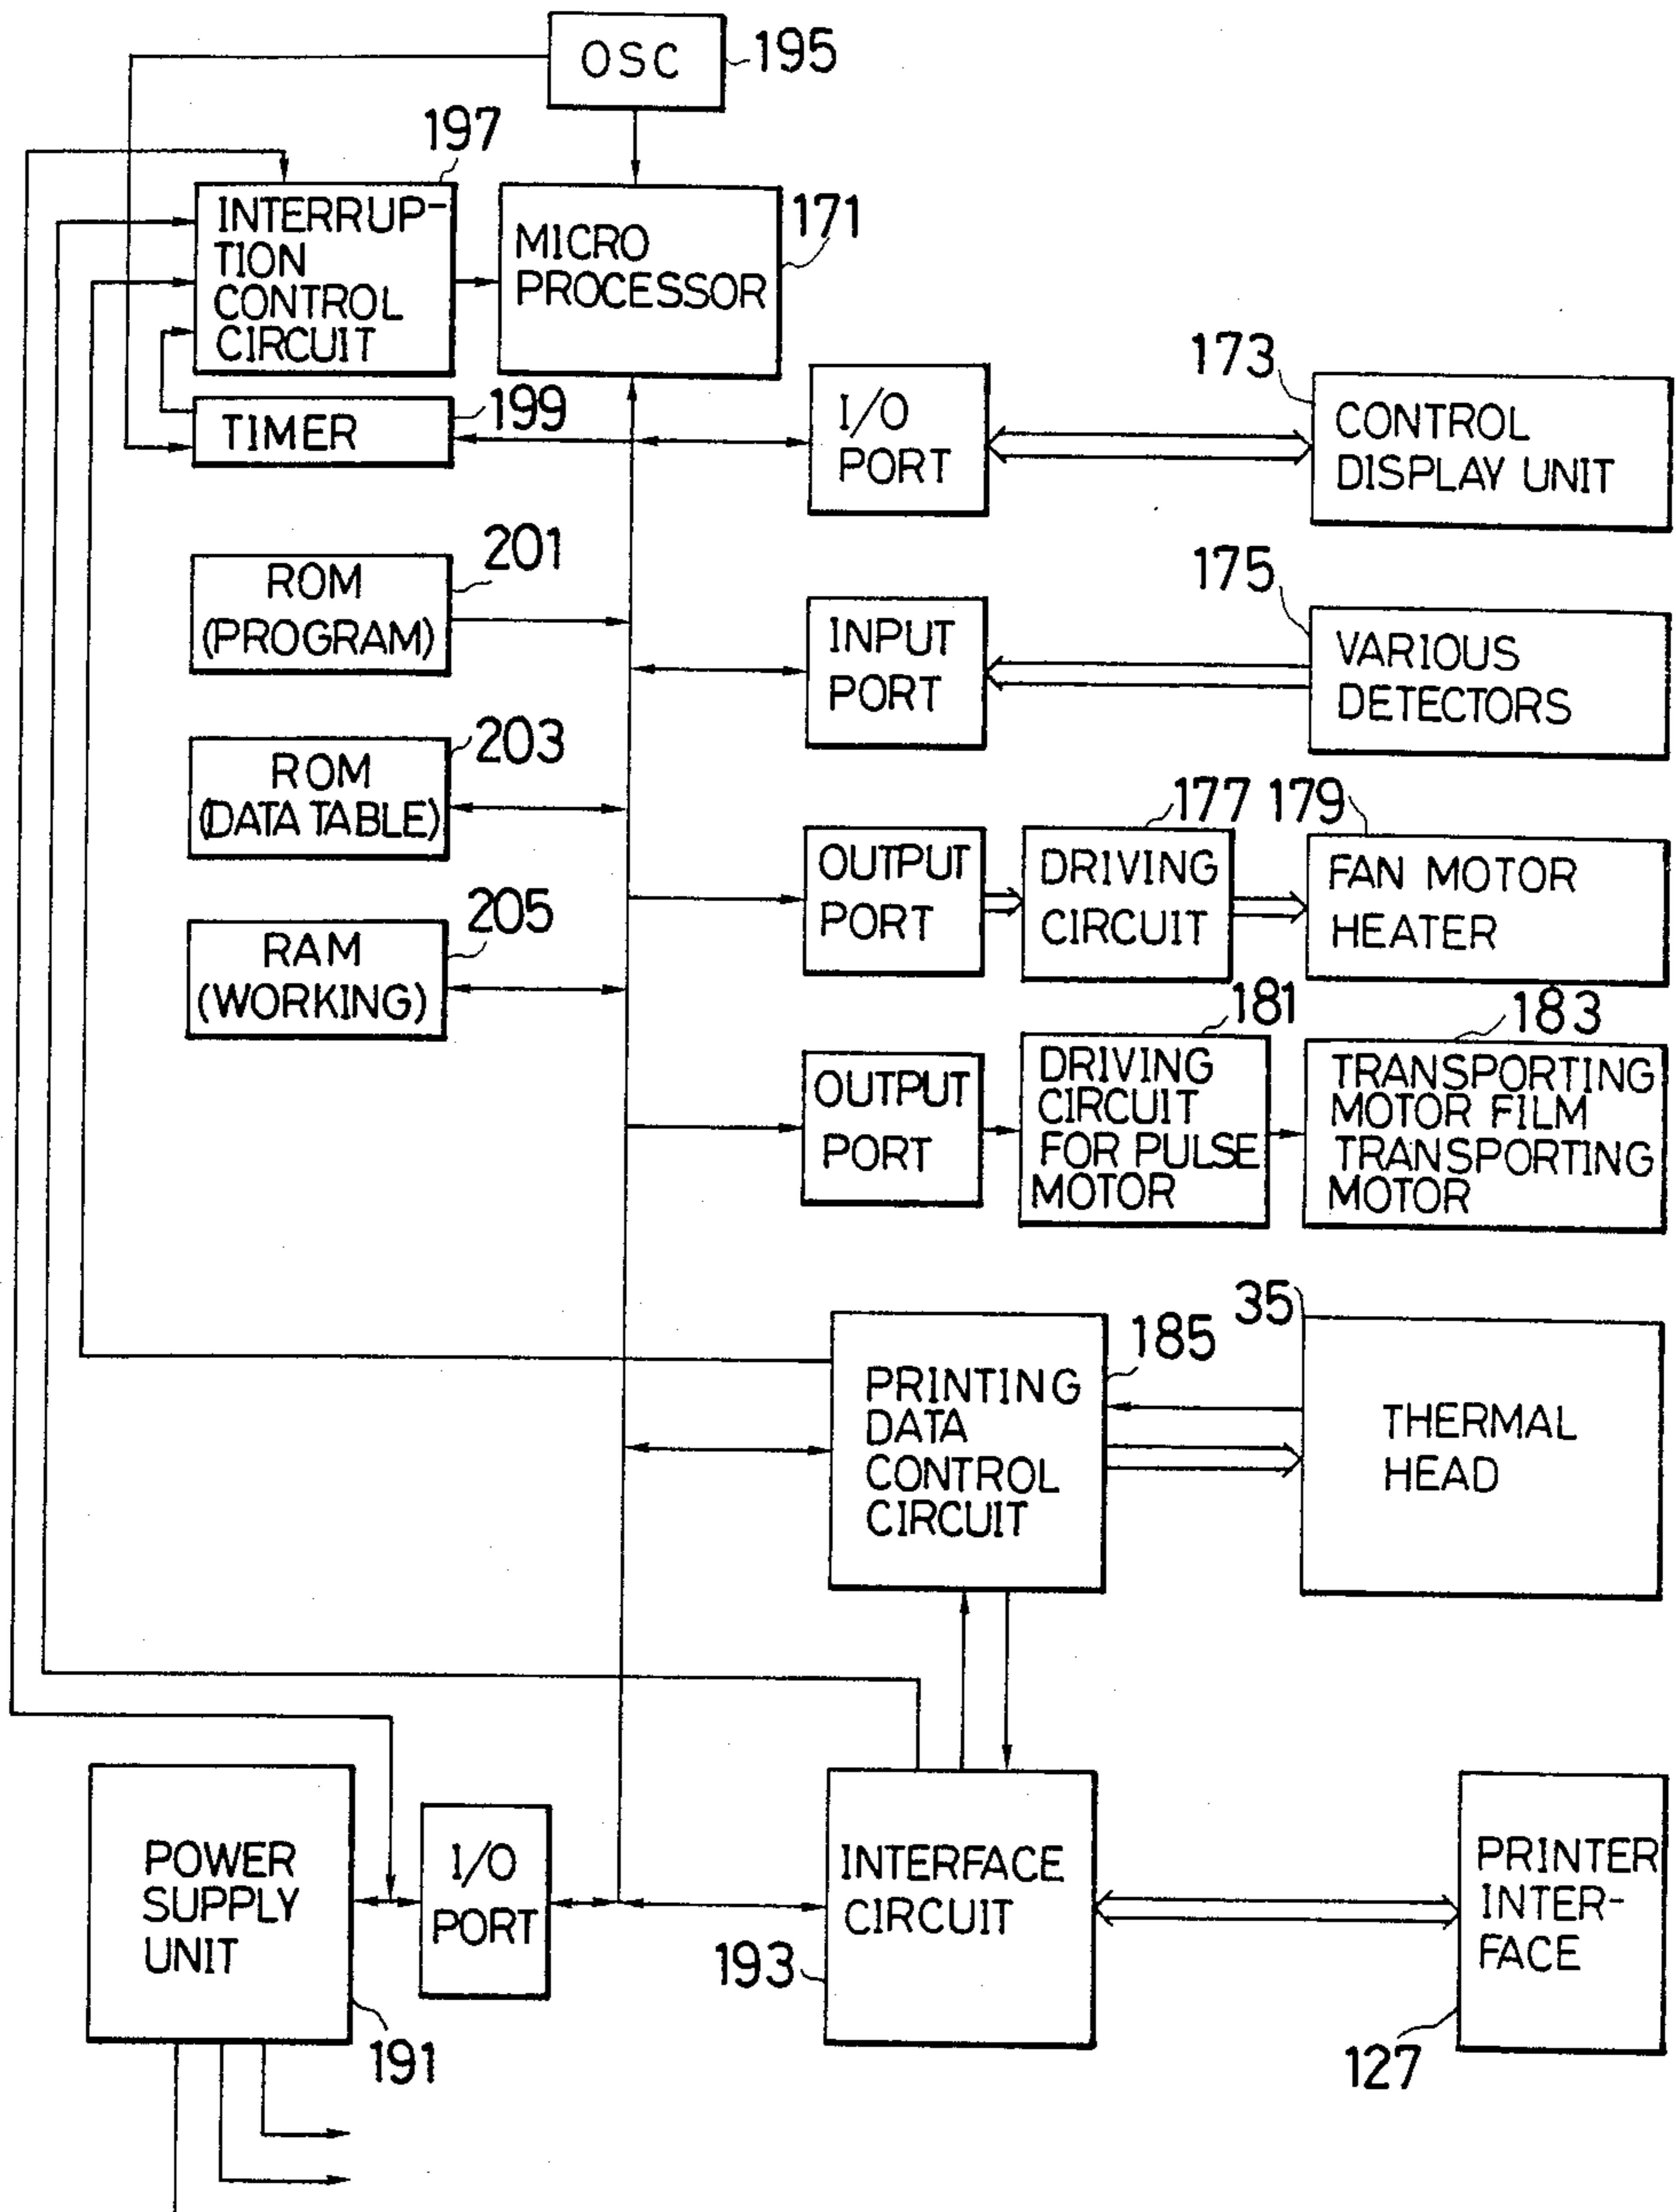 OSC
195
197
INTERRUP-
TION
CONTROL
CIRCUIT
MICRO
PROCESSOR
171
TIMER
199
I/O
PORT
173
CONTROL
DISPLAY UNIT
ROM
(PROGRAM)
201
INPUT
PORT
175
VARIOUS
DETECTORS
ROM
(DATA TABLE)
203
OUTPUT
PORT
177
DRIVING
CIRCUIT
179
FAN MOTOR
HEATER
RAM
(WORKING)
205
OUTPUT
PORT
181
DRIVING
CIRCUIT
FOR PULSE
MOTOR
183
TRANSPORTING
MOTOR FILM
TRANSPORTING
MOTOR
PRINTING
DATA
CONTROL
CIRCUIT
185
35
THERMAL
HEAD
POWER
SUPPLY
UNIT
191
I/O
PORT
INTERFACE
CIRCUIT
193
PRINTER
INTER-
FACE
127